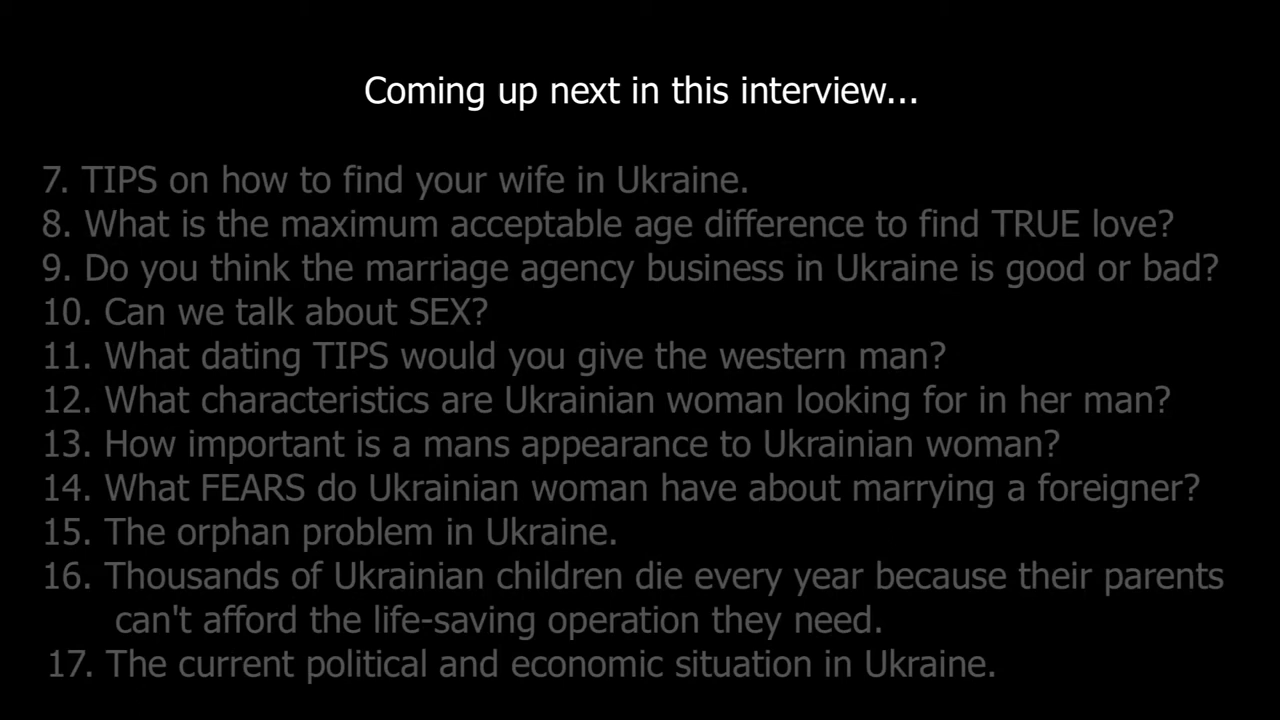 Coming up next in this interview...
7. TIPS on how to find your wife in Ukraine.
8. What is the maximum acceptable age difference to find TRUE love?
9. Do you think the marriage agency business in Ukraine is good or bad?
10. Can we talk about SEX?
11. What dating TIPS would you give the western man?
12. What characteristics are Ukrainian woman looking for in her man?
13. How important is a mans appearance to Ukrainian woman?
14. What FEARS do Ukrainian woman have about marrying a foreigner?
15. The orphan problem in Ukraine.
16. Thousands of Ukrainian children die every year because their parents
can't afford the life-saving operation they need.
17. The current political and economic situation in Ukraine.